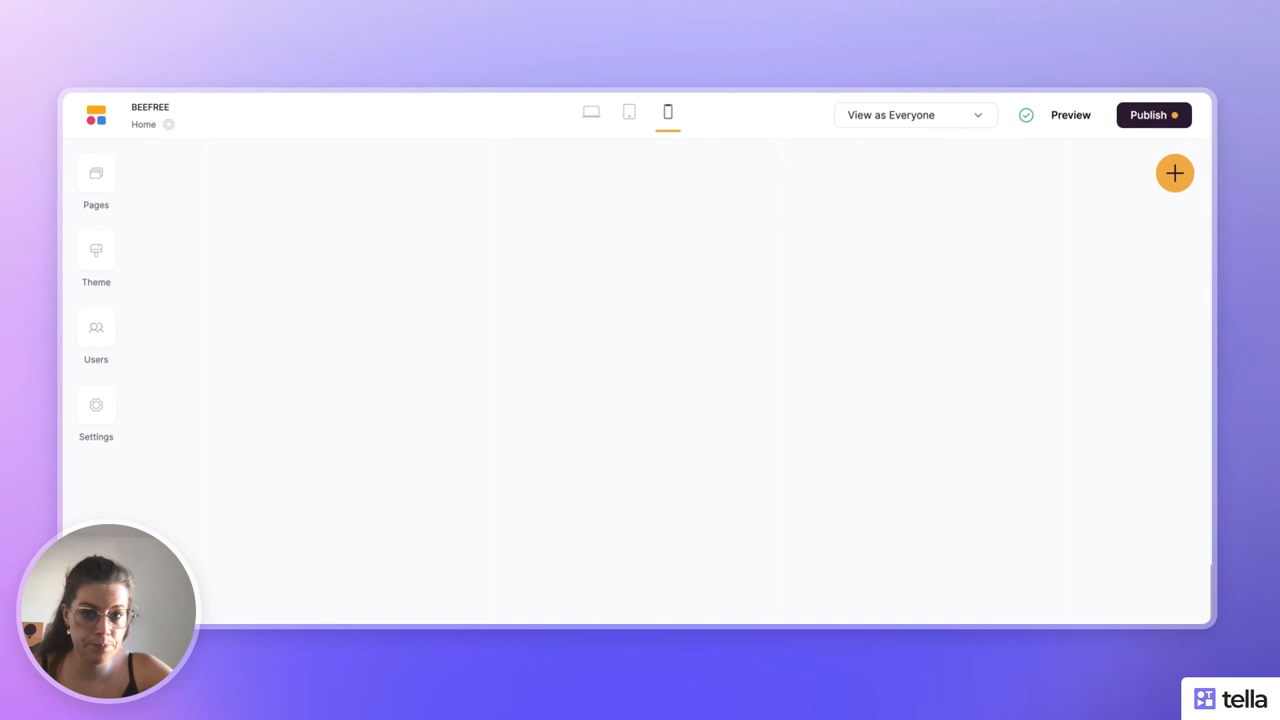 BEEFREE
Home
View as Everyone
Preview
Publish
Pages
Theme
Users
Settings
tella